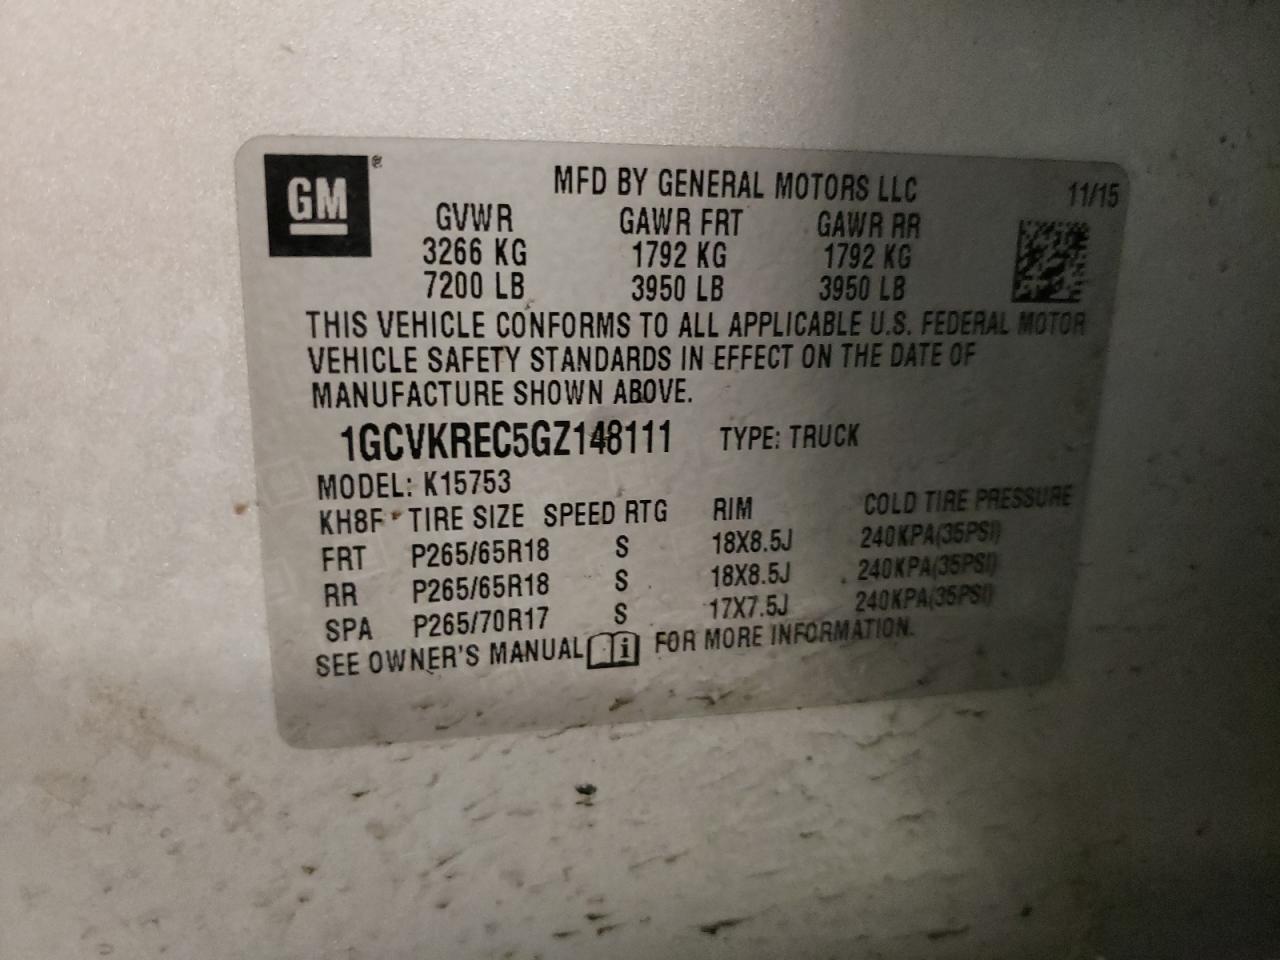 GM®
MFD BY GENERAL MOTORS LLC 11/15
GVWR GAWR FRT GAWR RR
3266 KG 1792 KG 1792 KG
7200 LB 3950 LB 3950 LB
THIS VEHICLE CONFORMS TO ALL APPLICABLE U.S. FEDERAL MOTOR
VEHICLE SAFETY STANDARDS IN EFFECT ON THE DATE OF
MANUFACTURE SHOWN ABOVE.
1GCVKREC5GZ148111 TYPE: TRUCK
MODEL: K15753
KH8F TIRE SIZE SPEED RTG RIM COLD TIRE PRESSURE
FRT P265/65R18 S 18X8.5J 240KPA(35PSI)
RR P265/65R18 S 18X8.5J 240KPA(35PSI)
SPA P265/70R17 S 17X7.5J 240KPA(35PSI)
SEE OWNER'S MANUAL i FOR MORE INFORMATION.